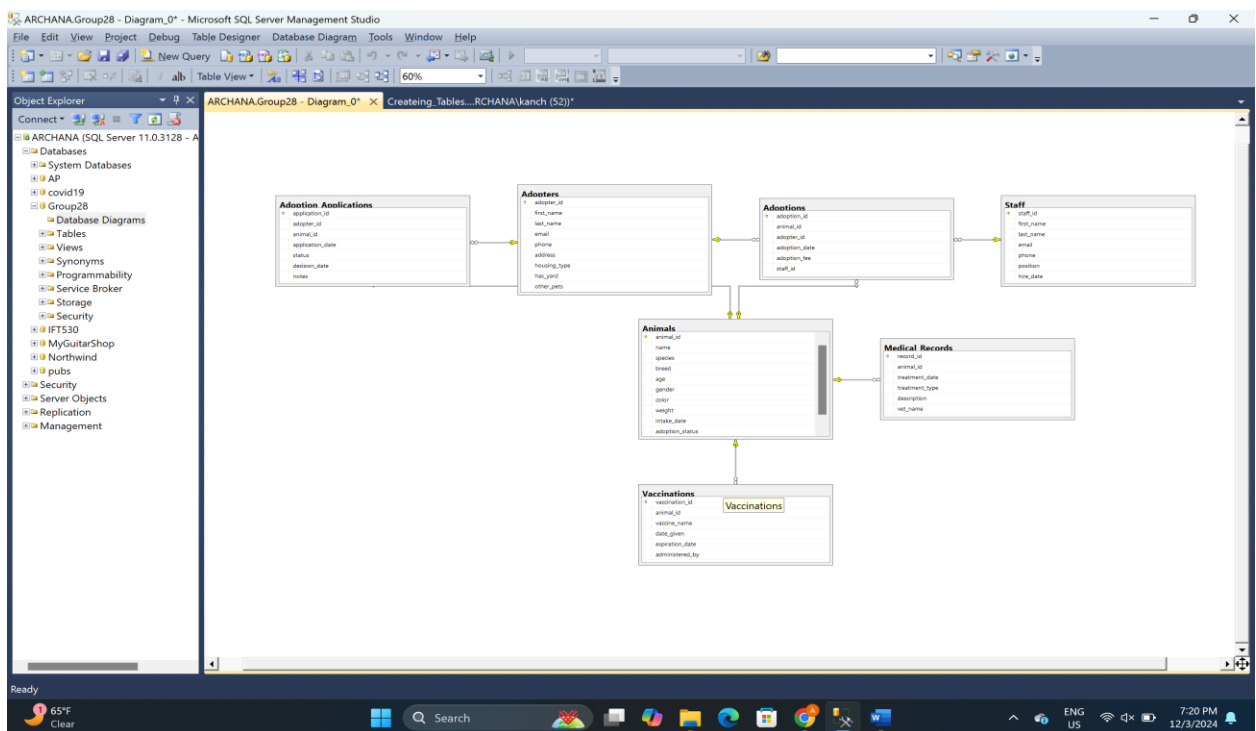 ARCHANA.Group28 - Diagram_0* - Microsoft SQL Server Management Studio
File Edit View Project Debug Table Designer Database Diagram Tools Window Help
New Query
ab| Table View 60%
Object Explorer
ARCHANA.Group28 - Diagram_0* Createing_Tables....RCHANA\kanch (52))*
Connect
ARCHANA (SQL Server 11.0.3128 - A
Databases
System Databases
AP
covid19
Group28
Database Diagrams
Tables
Views
Synonyms
Programmability
Service Broker
Storage
Security
IFT530
MyGuitarShop
Northwind
pubs
Security
Server Objects
Replication
Management
Adoption_Applications
application_id
adopter_id
animal_id
application_date
status
decision_date
notes
Adopters
adopter_id
first_name
last_name
email
phone
address
housing_type
has_yard
other_pets
Adoptions
adoption_id
animal_id
adopter_id
adoption_date
adoption_fee
staff_id
Staff
staff_id
first_name
last_name
email
phone
position
hire_date
Animals
animal_id
name
species
breed
age
gender
color
weight
intake_date
adoption_status
Medical_Records
record_id
animal_id
treatment_date
treatment_type
description
vet_name
Vaccinations
vaccination_id
animal_id
vaccine_name
date_given
expiration_date
administered_by
Vaccinations
Ready
1
65°F
Clear
Search
ENG
US
7:20 PM
12/3/2024